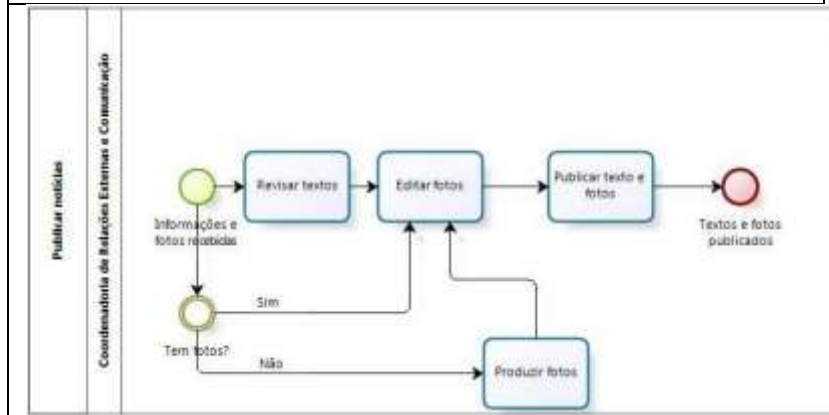 Publicar notícias
Coordenadoria de Relações Externas e Comunicação
Revisar textos
Editar fotos
Publicar texto e
fotos
Informações e
fotos recebidas
Textos e fotos
publicados
Sim
Tem fotos?
Não
Produzir fotos